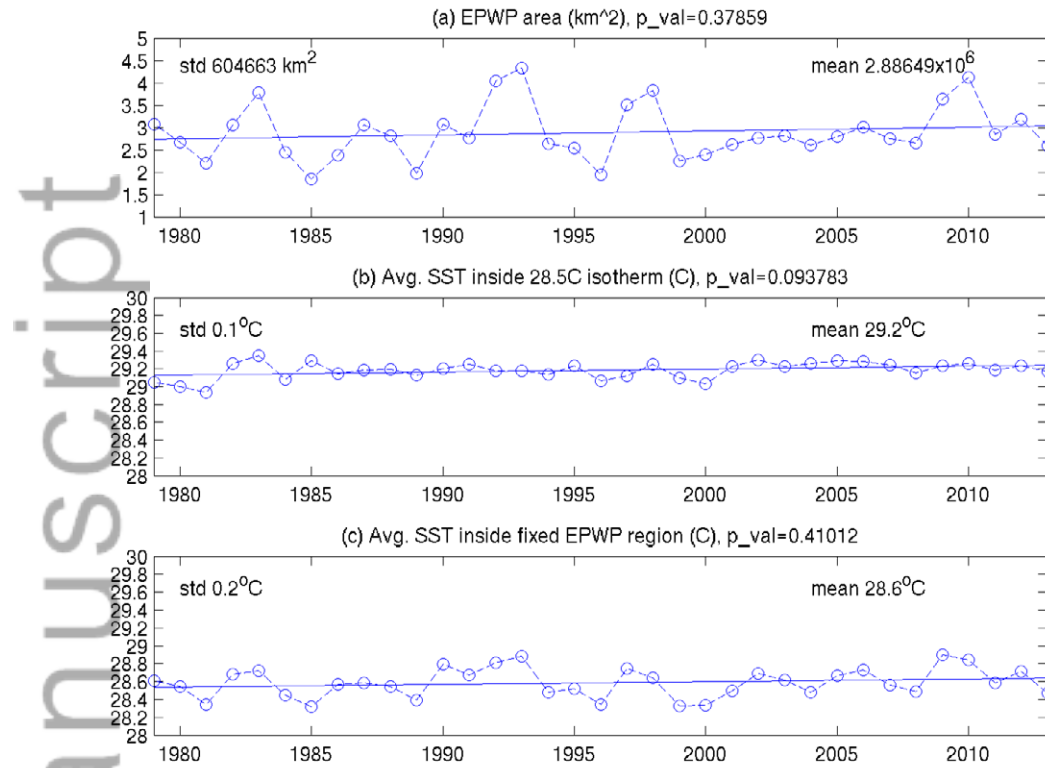 (a) EPWP area (km^2), p_val=0.37859
5
4.5
4
3.5
3
2.5
2
1.5
1
std 604663 km²
mean 2.88649x10⁶
1980 1985 1990 1995 2000 2005 2010
(b) Avg. SST inside 28.5C isotherm (C), p_val=0.093783
30
29.8
29.6
29.4
29.2
29
28.8
28.6
28.4
28.2
28
std 0.1°C
mean 29.2°C
1980 1985 1990 1995 2000 2005 2010
(c) Avg. SST inside fixed EPWP region (C), p_val=0.41012
30
29.8
29.6
29.4
29.2
29
28.8
28.6
28.4
28.2
28
std 0.2°C
mean 28.6°C
1980 1985 1990 1995 2000 2005 2010
anuscript